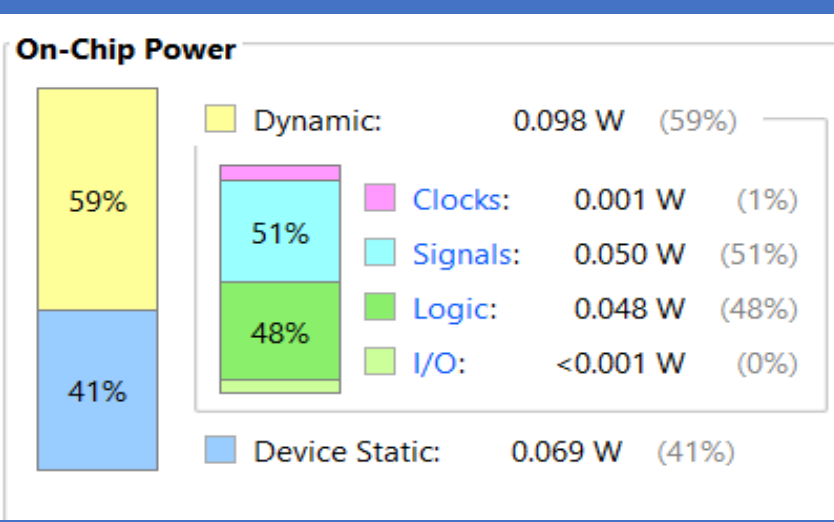 On-Chip Power
59%
41%
Dynamic: 0.098 W (59%)
51%
48%
Clocks: 0.001 W (1%)
Signals: 0.050 W (51%)
Logic: 0.048 W (48%)
I/O: <0.001 W (0%)
Device Static: 0.069 W (41%)